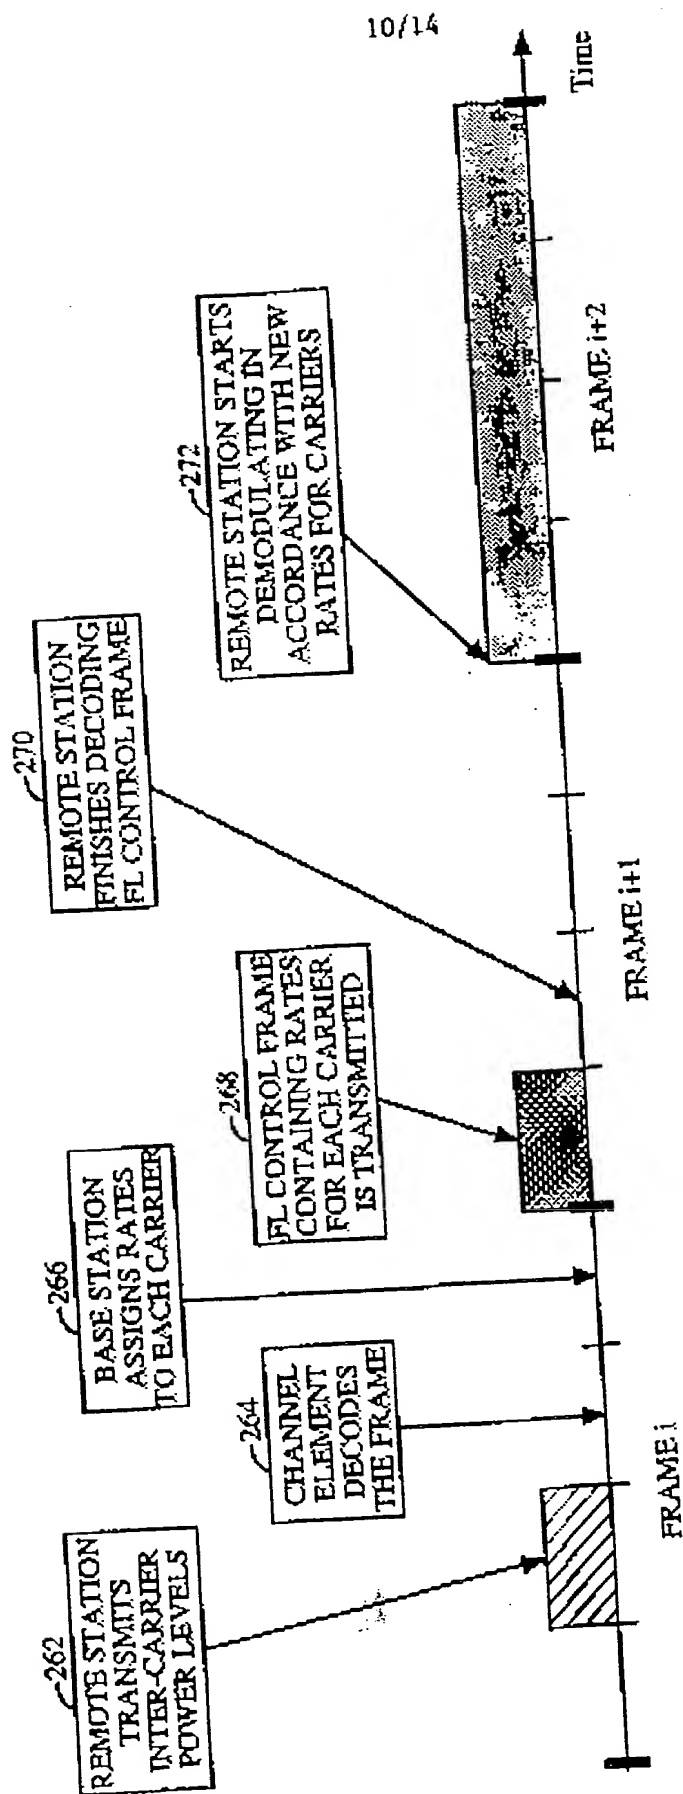 10/14
262
REMOTE STATION
TRANSMITS
INTER-CARRIER
POWER LEVELS
264
CHANNEL
ELEMENT
DECODES
THE FRAME
266
BASE STATION
ASSIGNS RATES
TO EACH CARRIER
268
FL CONTROL FRAME
CONTAINING RATES
FOR EACH CARRIER
IS TRANSMITTED
270
REMOTE STATION
FINISHES DECODING
FL CONTROL FRAME
272
REMOTE STATION STARTS
DEMODULATING IN
ACCORDANCE WITH NEW
RATES FOR CARRIERS
FRAME i
FRAME i+1
FRAME i+2
Time